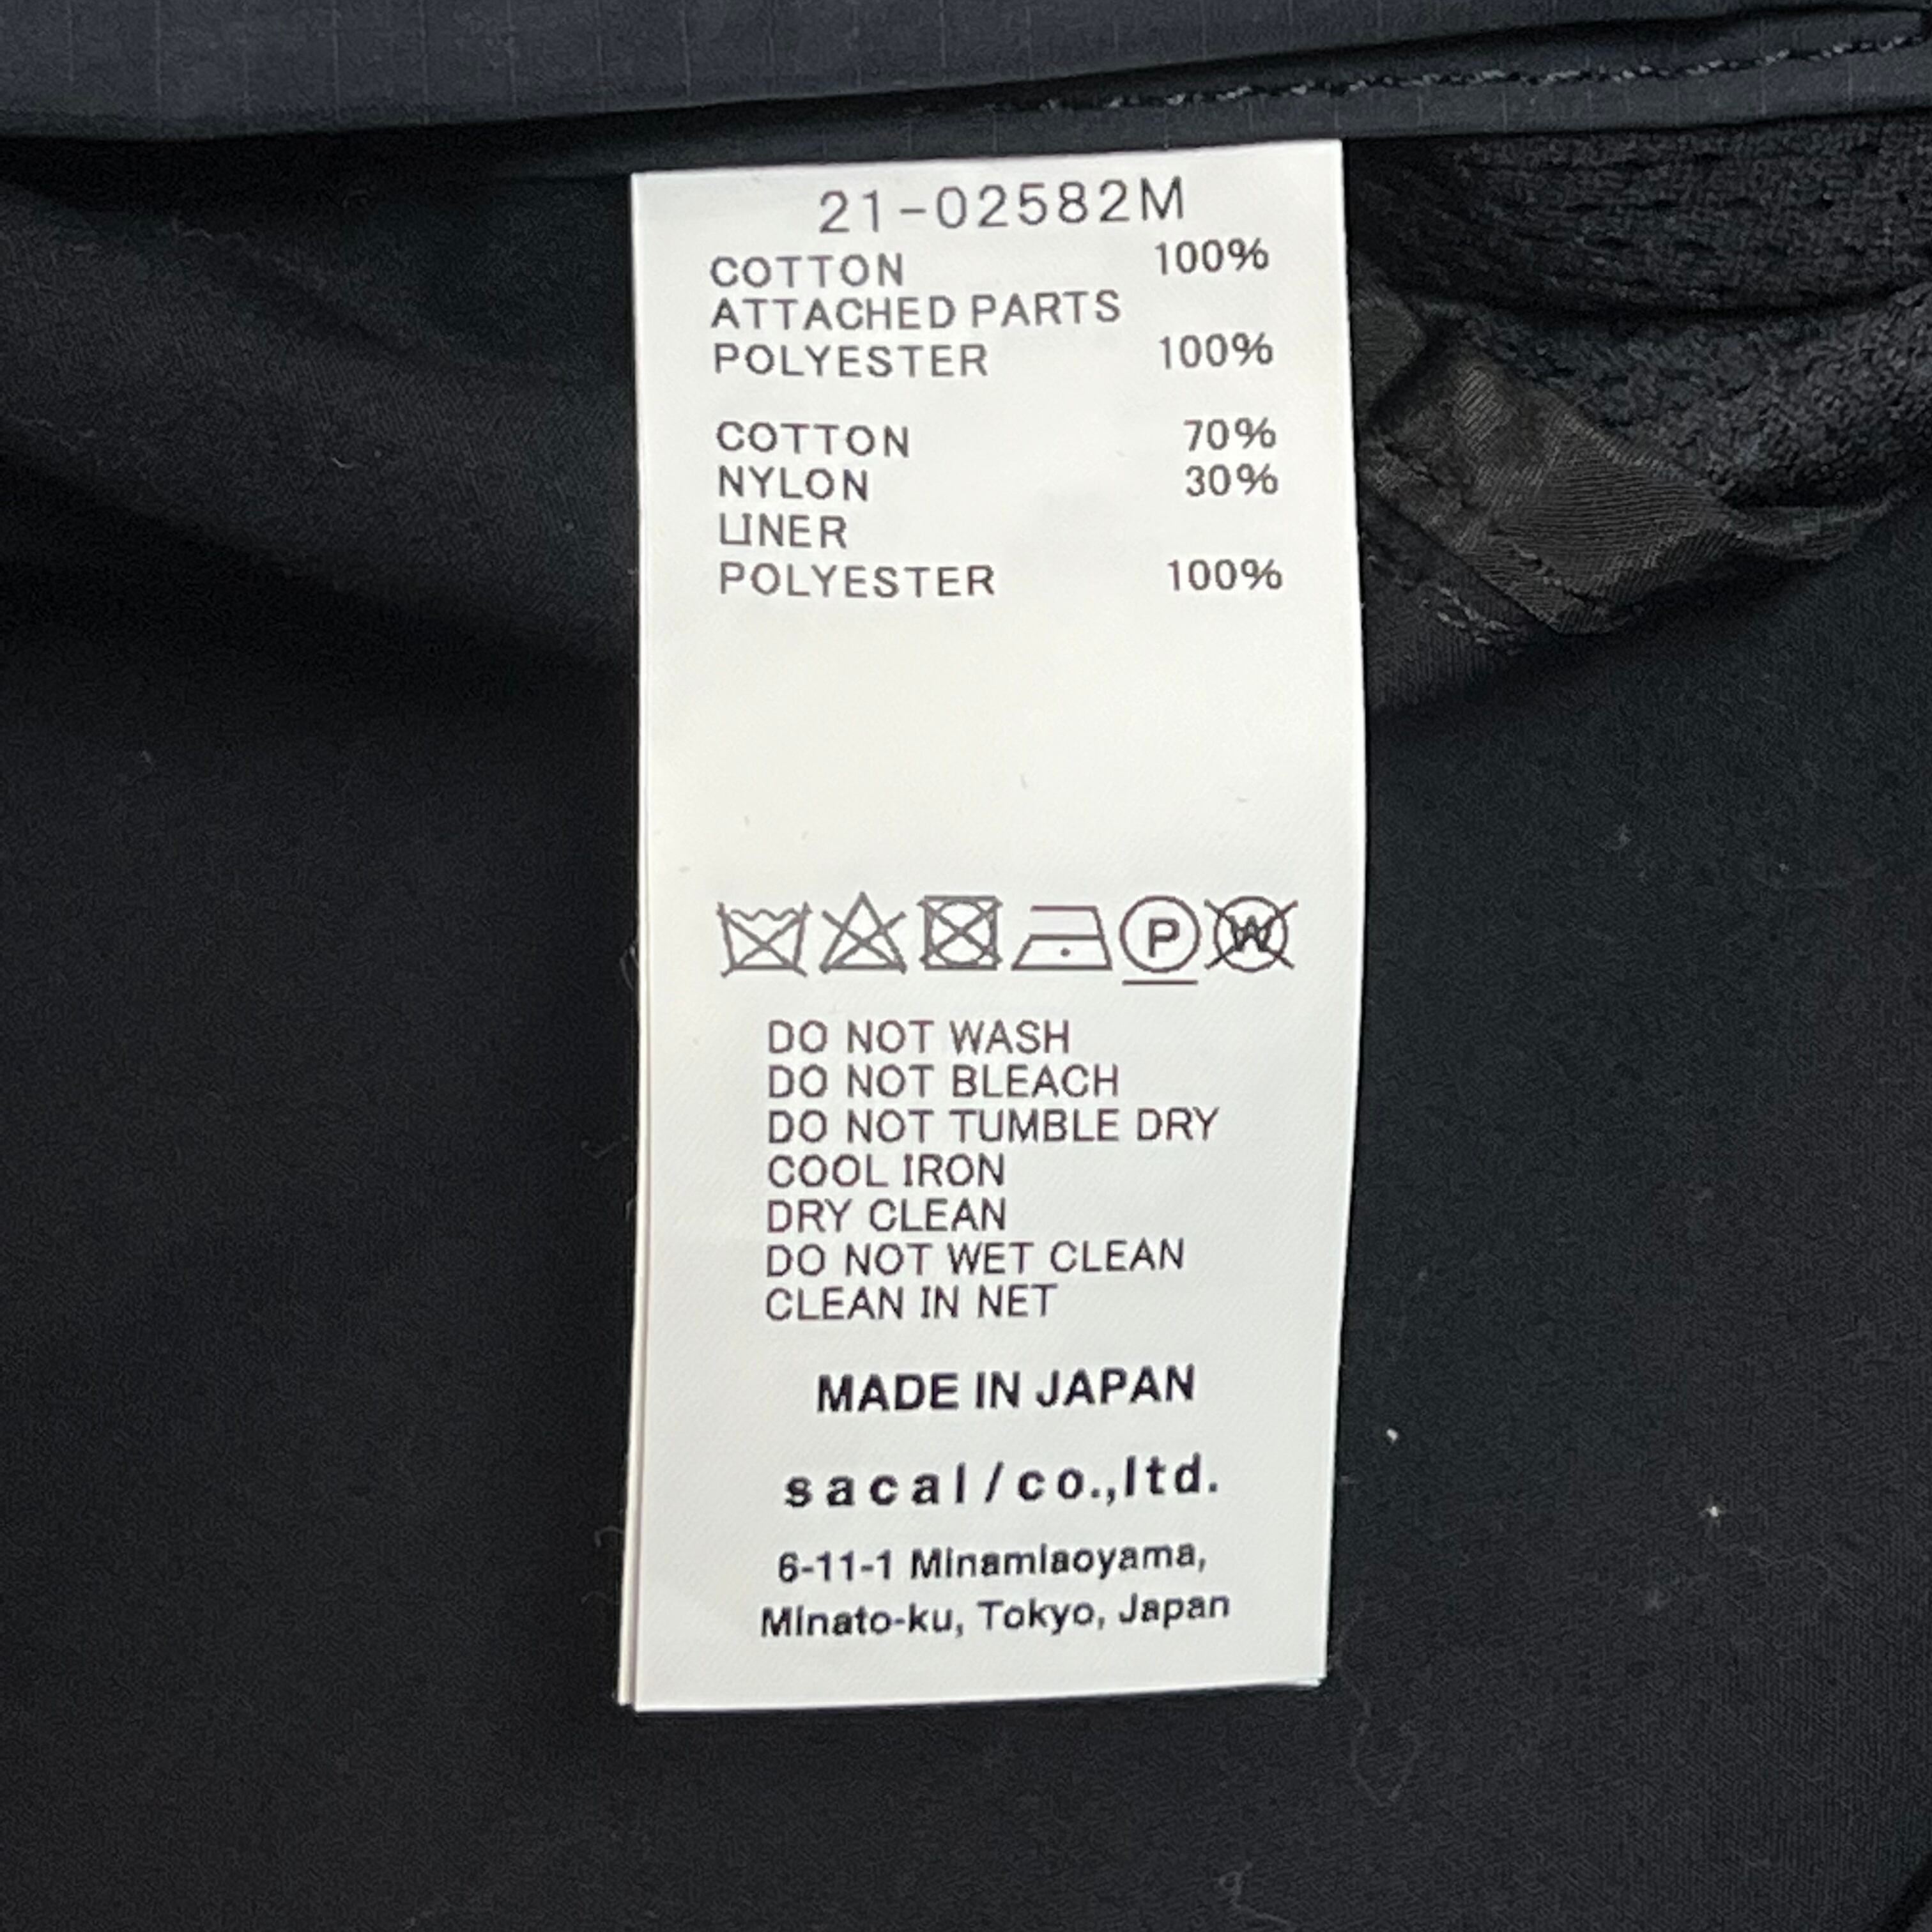 21-02582M
COTTON 100%
ATTACHED PARTS
POLYESTER 100%
COTTON 70%
NYLON 30%
LINER
POLYESTER 100%
P W
DO NOT WASH
DO NOT BLEACH
DO NOT TUMBLE DRY
COOL IRON
DRY CLEAN
DO NOT WET CLEAN
CLEAN IN NET
MADE IN JAPAN
sacai/co.,ltd.
6-11-1 Minamiaoyama,
Minato-ku, Tokyo, Japan